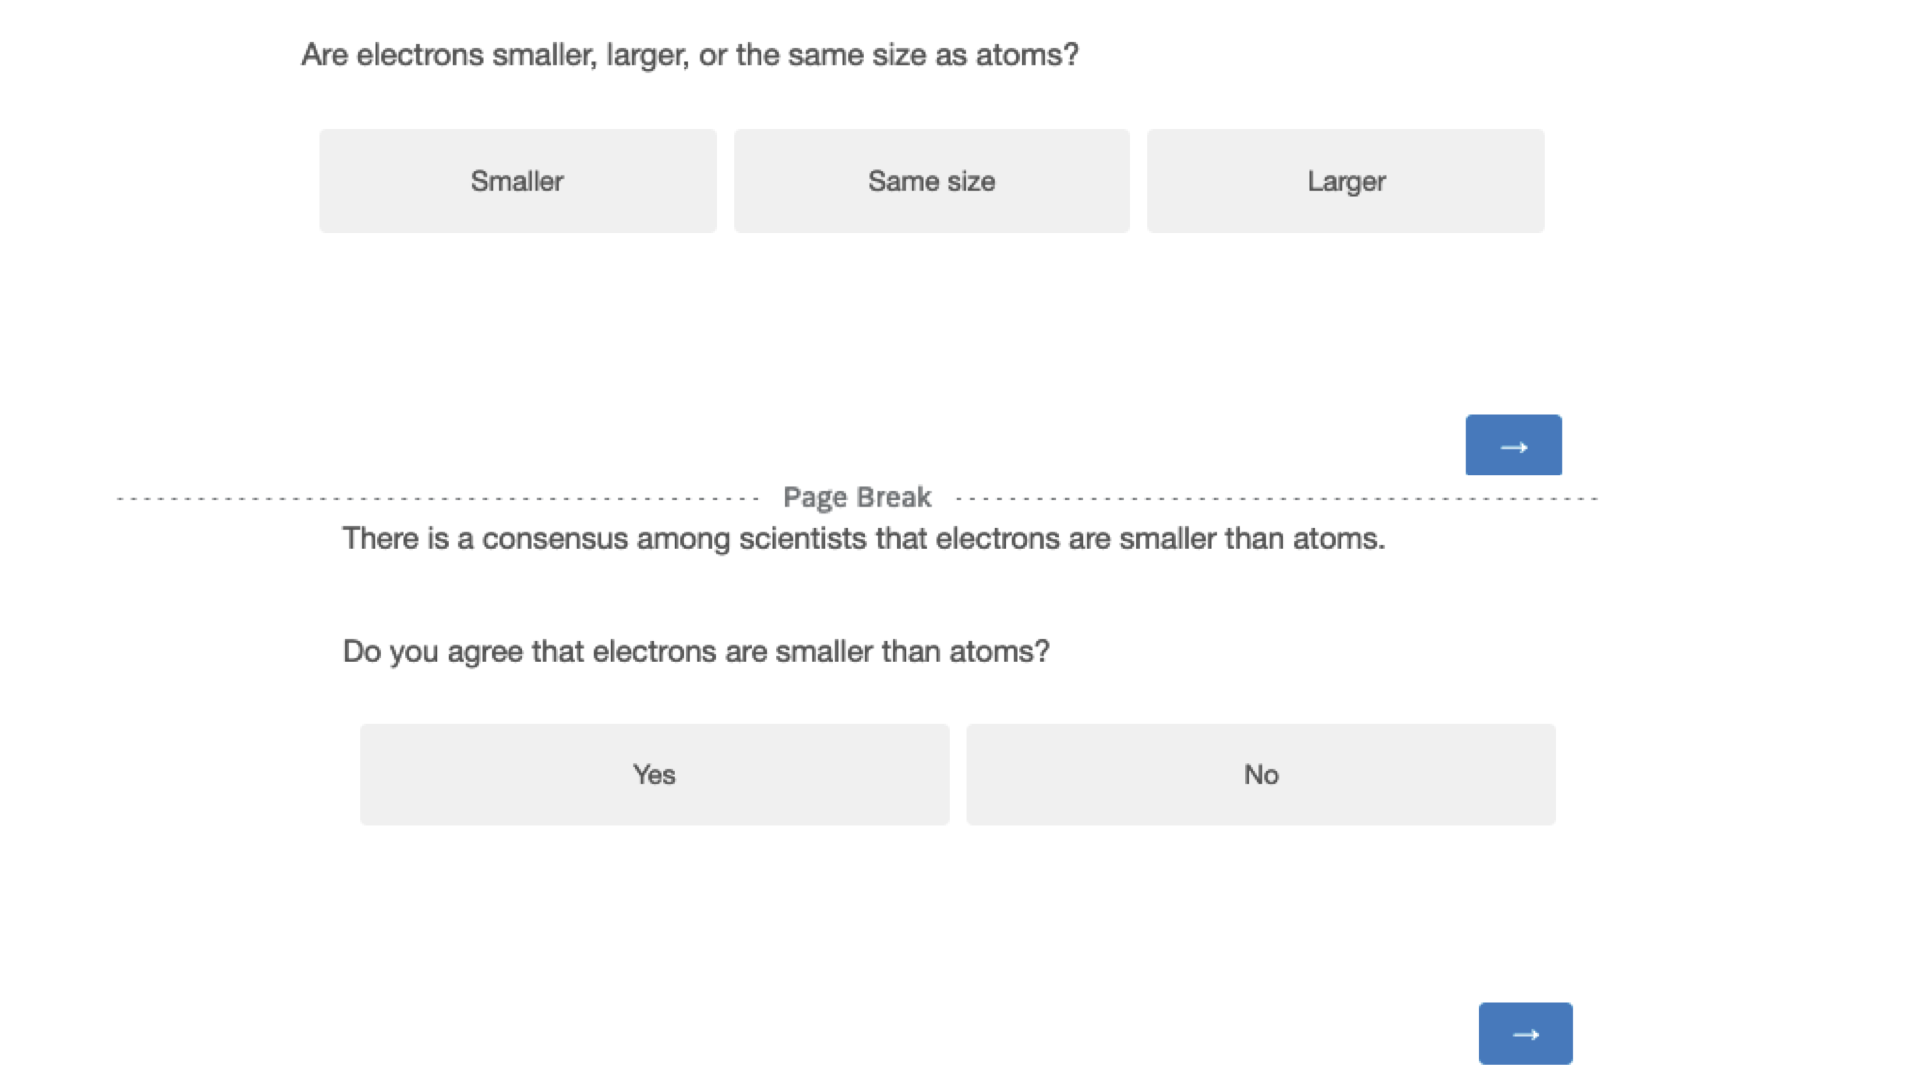 Are electrons smaller, larger, or the same size as atoms?
Smaller
Same size
Larger
→
Page Break
There is a consensus among scientists that electrons are smaller than atoms.
Do you agree that electrons are smaller than atoms?
Yes
No
→